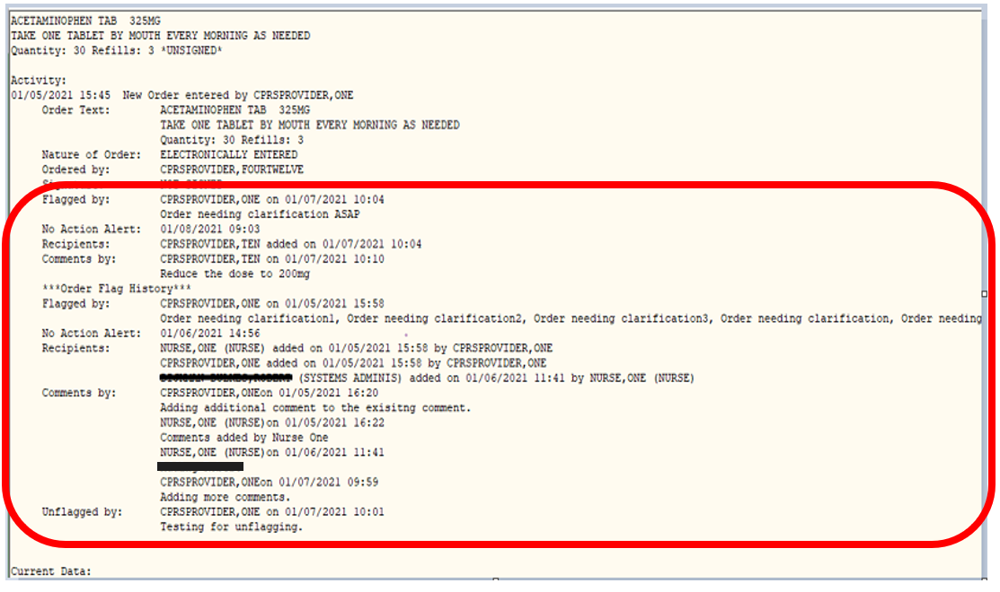 ACETAMINOPHEN TAB  325MG
TAKE ONE TABLET BY MOUTH EVERY MORNING AS NEEDED
Quantity: 30 Refills: 3 *UNSIGNED*
Activity:
01/05/2021 15:45  New Order entered by CPRSPROVIDER,ONE
Order Text:        ACETAMINOPHEN TAB  325MG
TAKE ONE TABLET BY MOUTH EVERY MORNING AS NEEDED
Quantity: 30 Refills: 3
Nature of Order:   ELECTRONICALLY ENTERED
Ordered by:        CPRSPROVIDER,FOURTWELVE
Flagged by:        CPRSPROVIDER,ONE on 01/07/2021 10:04
Order needing clarification ASAP
No Action Alert:   01/08/2021 09:03
Recipients:        CPRSPROVIDER,TEN added on 01/07/2021 10:04
Comments by:       CPRSPROVIDER,TEN on 01/07/2021 10:10
Reduce the dose to 200mg
***Order Flag History***
Flagged by:        CPRSPROVIDER,ONE on 01/05/2021 15:58
Order needing clarification1, Order needing clarification2, Order needing clarification3, Order needing clarification, Order needing
No Action Alert:   01/06/2021 14:56
Recipients:        NURSE,ONE (NURSE) added on 01/05/2021 15:58 by CPRSPROVIDER,ONE
CPRSPROVIDER,ONE added on 01/05/2021 15:58 by CPRSPROVIDER,ONE
(SYSTEMS ADMINIS) added on 01/06/2021 11:41 by NURSE,ONE (NURSE)
Comments by:       CPRSPROVIDER,ONEon 01/05/2021 16:20
Adding additional comment to the exisitng comment.
NURSE,ONE (NURSE)on 01/05/2021 16:22
Comments added by Nurse One
NURSE,ONE (NURSE)on 01/06/2021 11:41
CPRSPROVIDER,ONEon 01/07/2021 09:59
Adding more comments.
Unflagged by:      CPRSPROVIDER,ONE on 01/07/2021 10:01
Testing for unflagging.
Current Data: